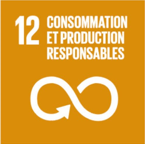 12 CONSOMMATION
ET PRODUCTION
RESPONSABLES